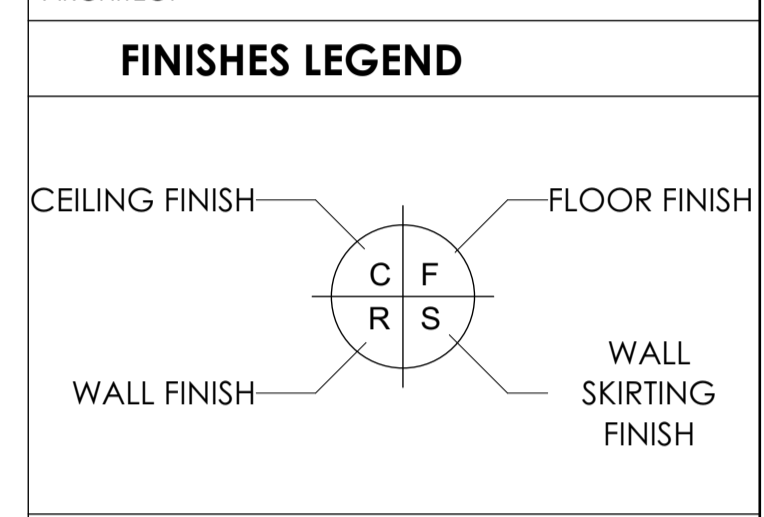 FINISHES LEGEND
CEILING FINISH
FLOOR FINISH
C F
R S
WALL FINISH
WALL
SKIRTING
FINISH